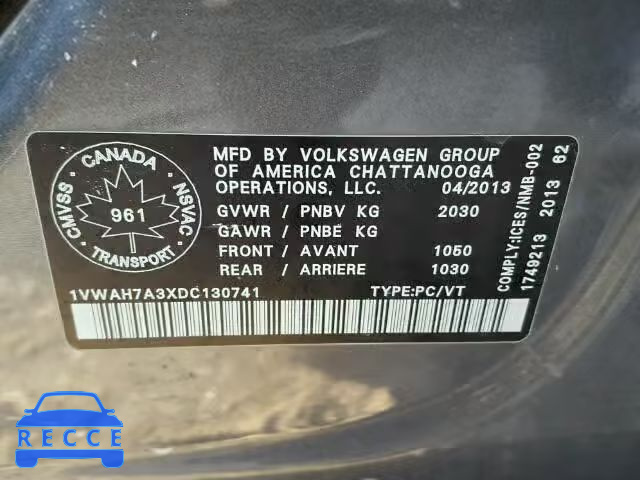 CANADA
CMVSS
NSVAC
961
TRANSPORT
MFD BY VOLKSWAGEN GROUP
OF AMERICA CHATTANOOGA
OPERATIONS, LLC. 04/2013
GVWR / PNBV KG 2030
GAWR / PNBE KG
FRONT / AVANT 1050
REAR / ARRIERE 1030
1VWAH7A3XDC130741 TYPE:PC/VT
COMPLY:ICES/NMB-002
1749213 2013 62
RECCE